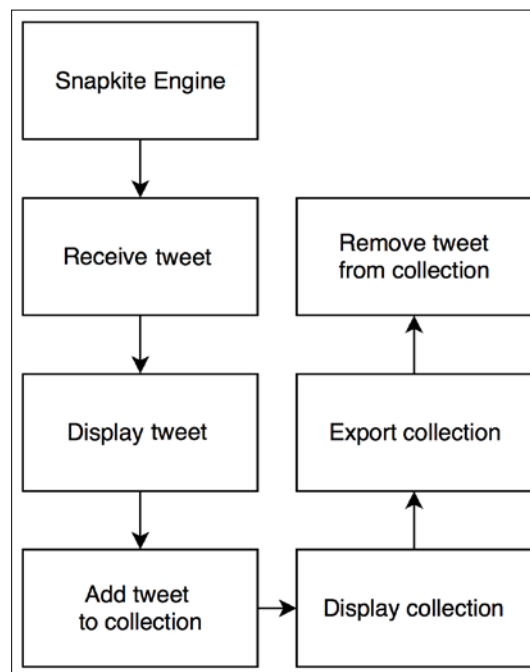 Snapkite Engine
Receive tweet
Display tweet
Add tweet
to collection
Display collection
Export collection
Remove tweet
from collection